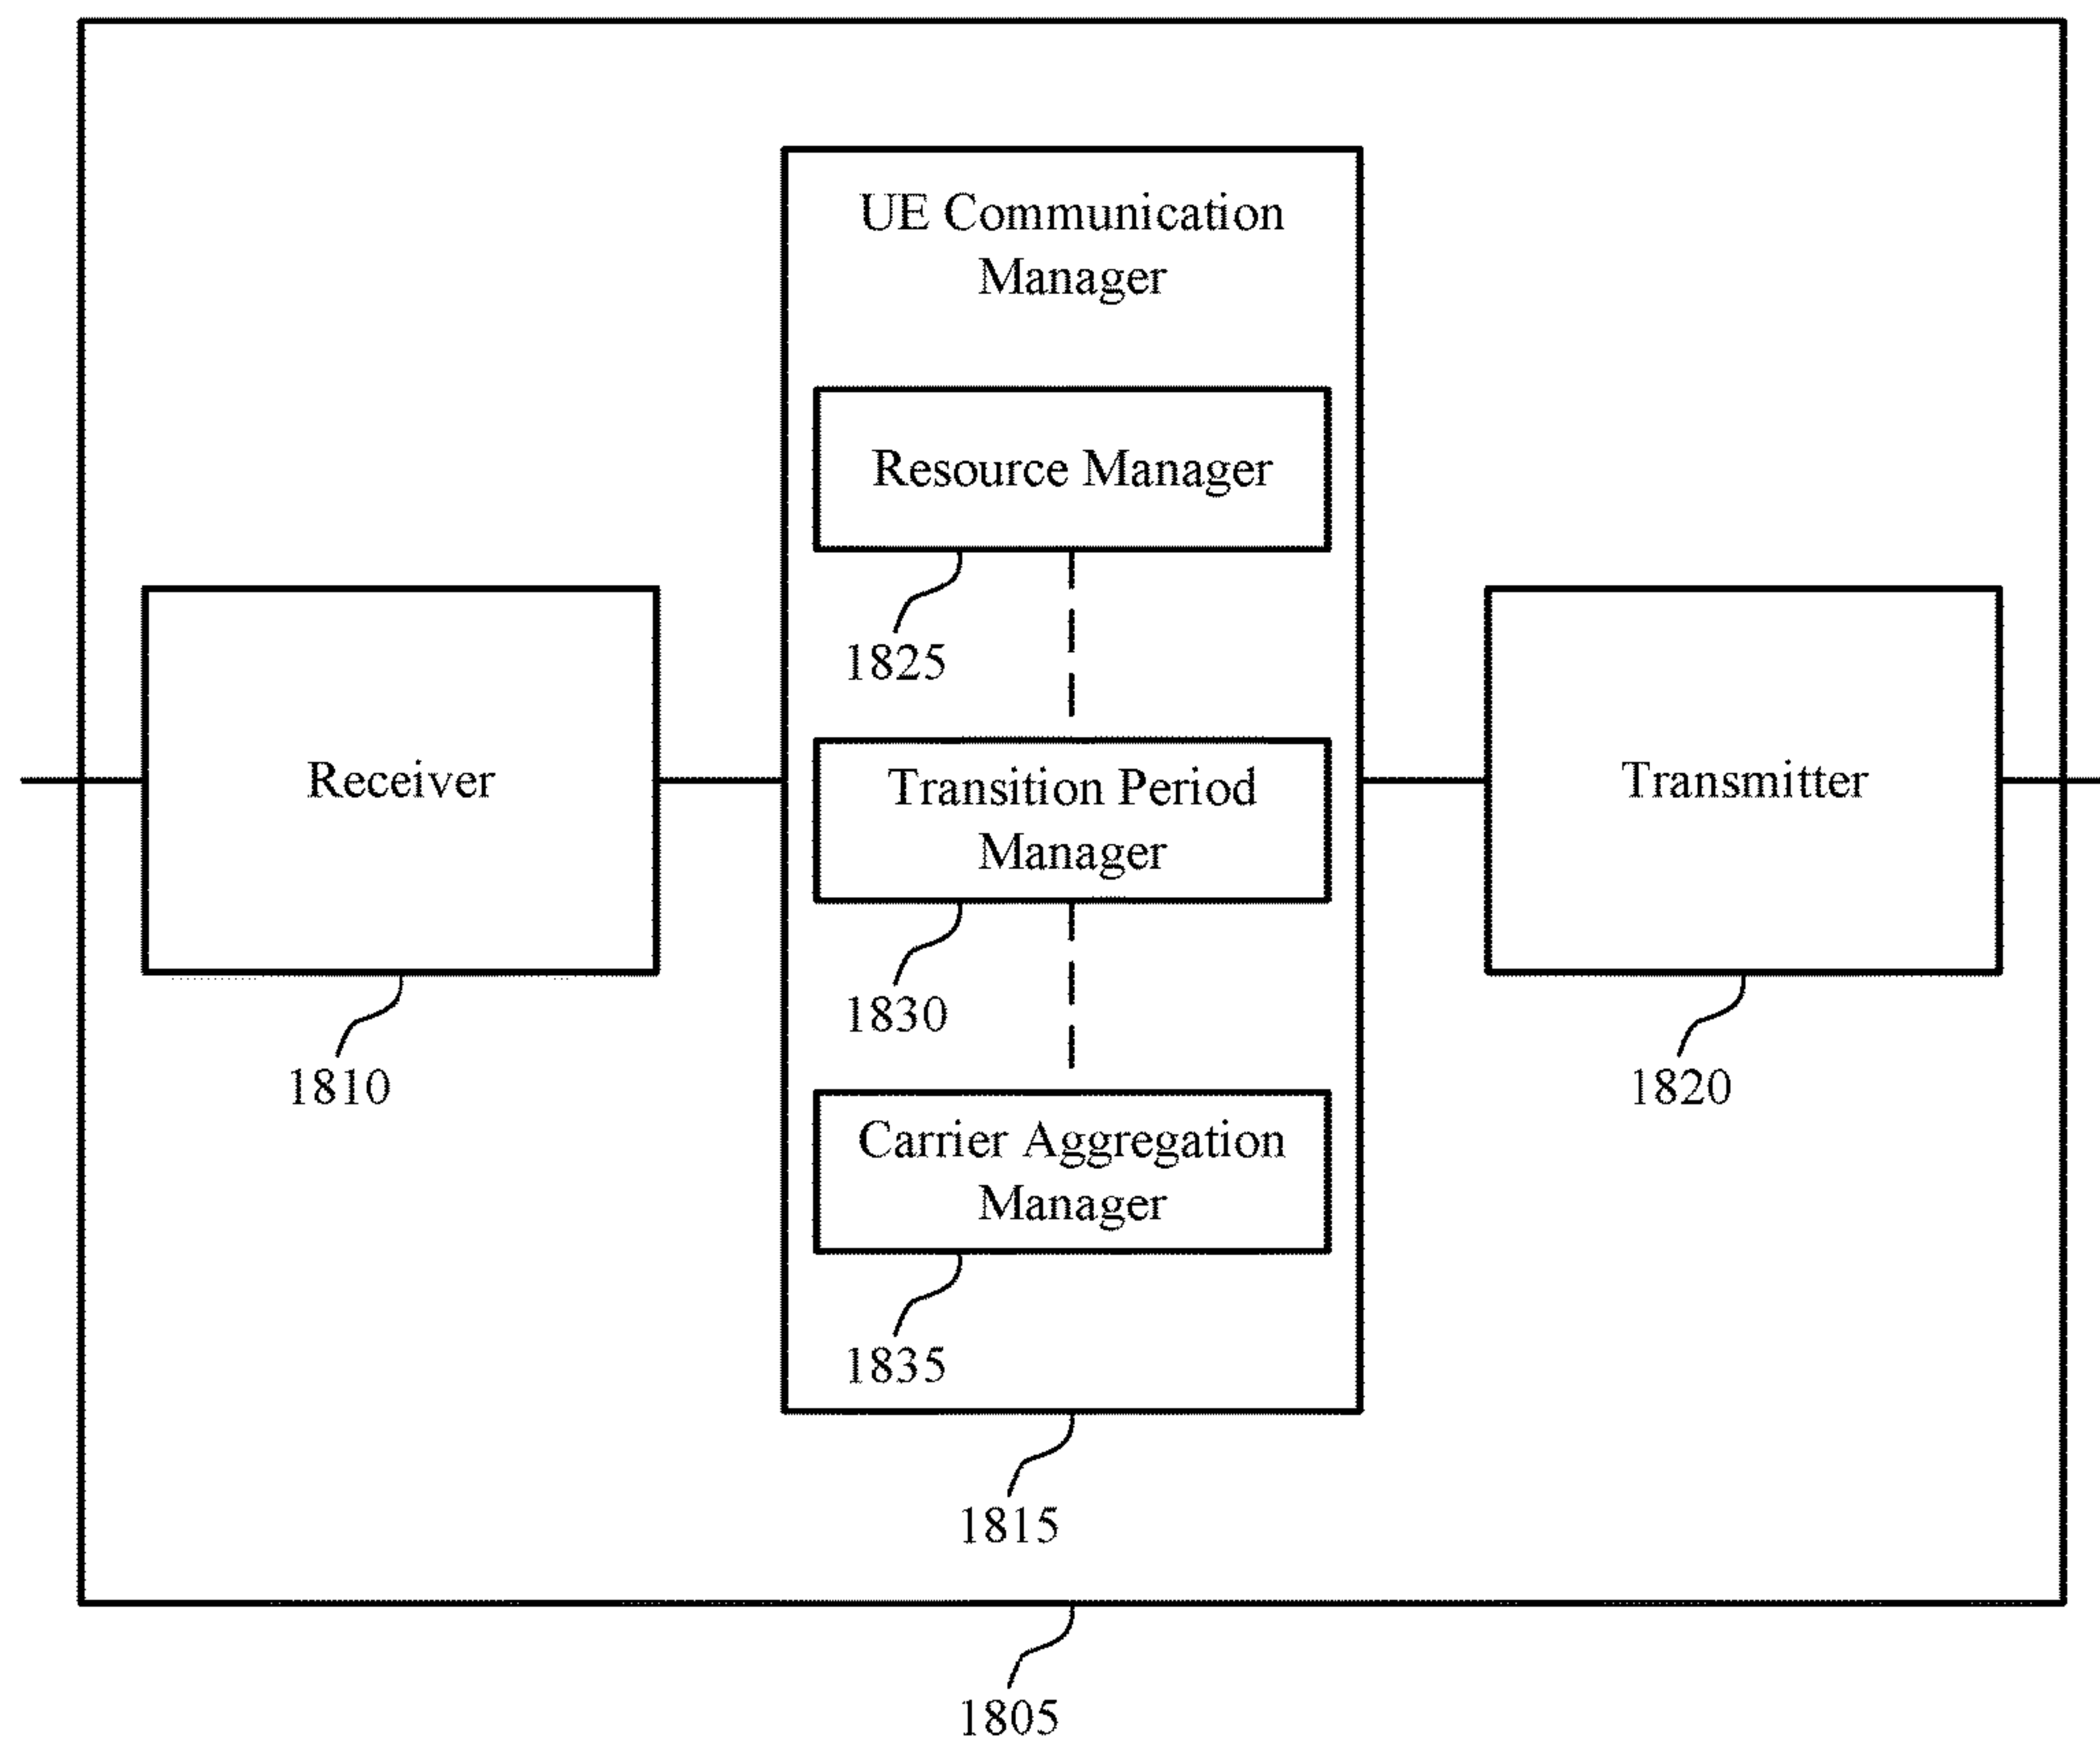 UE Communication
Manager
Resource Manager
1825
Receiver
1810
Transition Period
Manager
1830
Transmitter
1820
Carrier Aggregation
Manager
1835
1815
1805